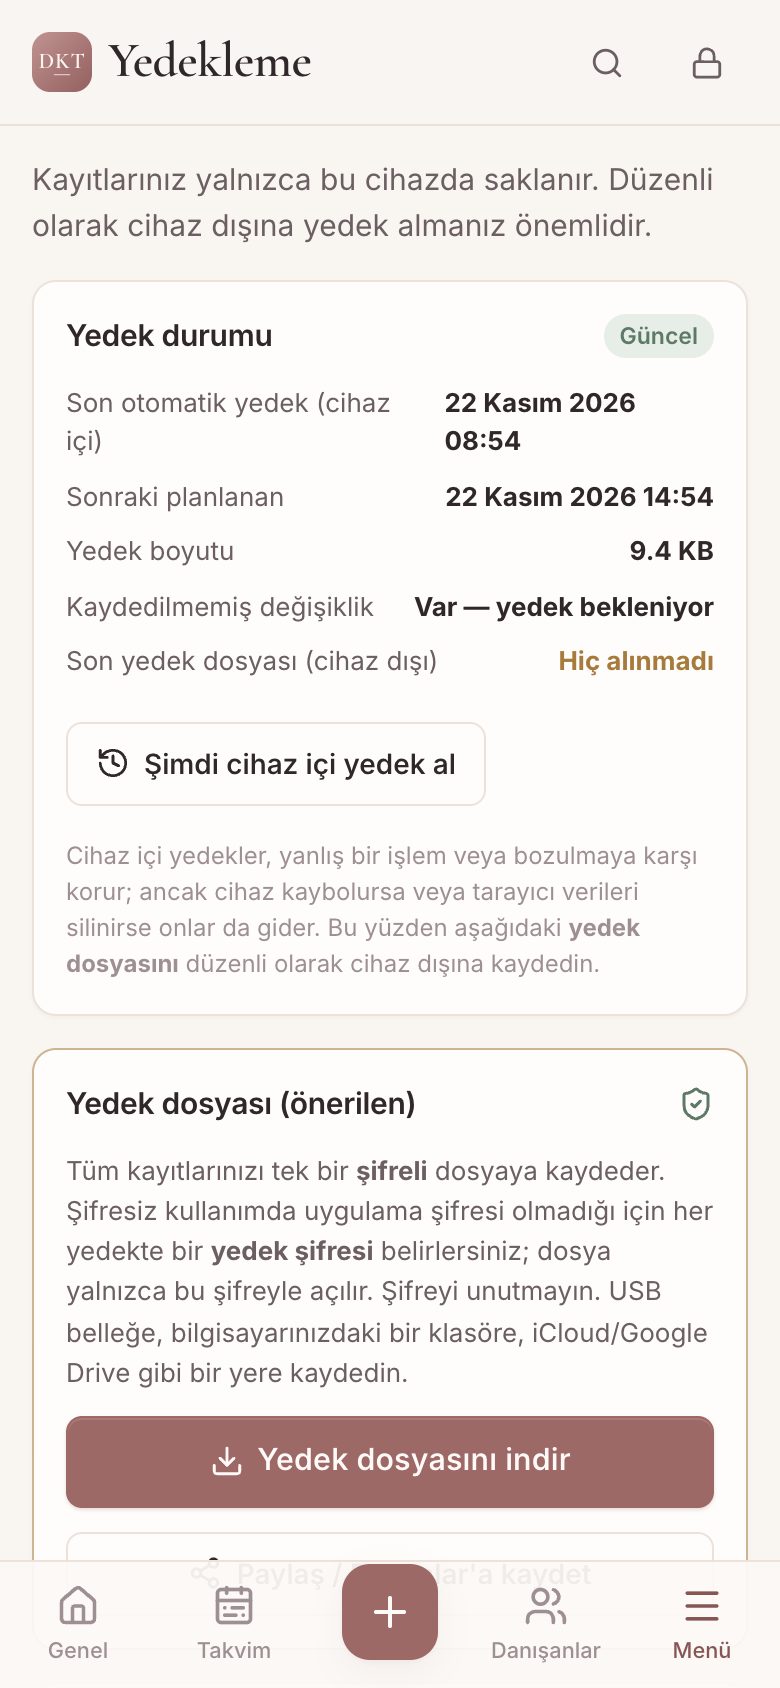 DKT
Yedekleme
Kayıtlarınız yalnızca bu cihazda saklanır. Düzenli
olarak cihaz dışına yedek almanız önemlidir.
Yedek durumu
Güncel
Son otomatik yedek (cihaz
içi)
22 Kasım 2026
08:54
Sonraki planlanan
22 Kasım 2026 14:54
Yedek boyutu
9.4 KB
Kaydedilmemiş değişiklik
Var — yedek bekleniyor
Son yedek dosyası (cihaz dışı)
Hiç alınmadı
Şimdi cihaz içi yedek al
Cihaz içi yedekler, yanlış bir işlem veya bozulmaya karşı
korur; ancak cihaz kaybolursa veya tarayıcı verileri
silinirse onlar da gider. Bu yüzden aşağıdaki yedek
dosyasını düzenli olarak cihaz dışına kaydedin.
Yedek dosyası (önerilen)
Tüm kayıtlarınızı tek bir şifreli dosyaya kaydeder.
Şifresiz kullanımda uygulama şifresi olmadığı için her
yedekte bir yedek şifresi belirlersiniz; dosya
yalnızca bu şifreyle açılır. Şifreyi unutmayın. USB
belleğe, bilgisayarınızdaki bir klasöre, iCloud/Google
Drive gibi bir yere kaydedin.
Yedek dosyasını indir
Paylaş / lar'a kaydet
Genel
Takvim
Danışanlar
Menü